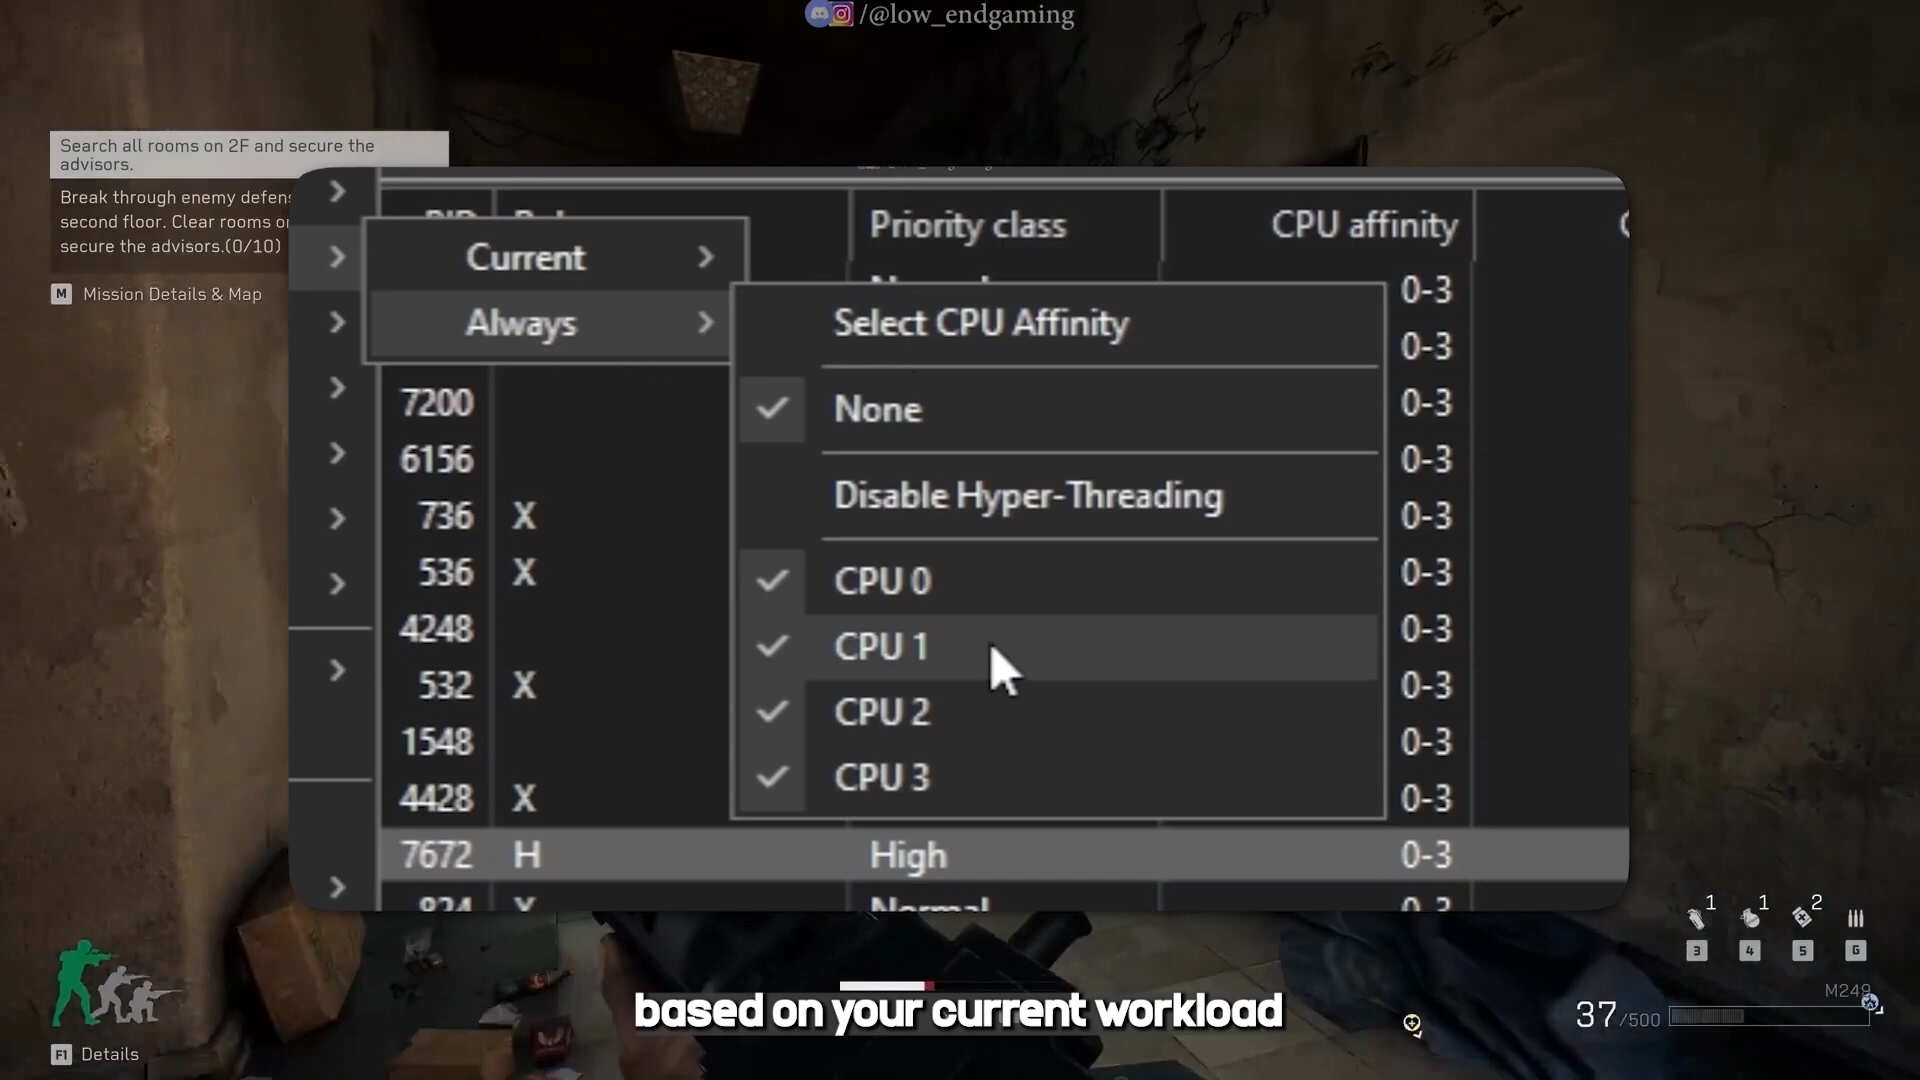 /@low_endgaming
Search all rooms on 2F and secure the
advisors.
Break through enemy defens
second floor. Clear rooms o
secure the advisors.(0/10)
M Mission Details & Map
Priority class
CPU affinity
Current
Always
Select CPU Affinity
None
Disable Hyper-Threading
CPU 0
CPU 1
CPU 2
CPU 3
0-3
0-3
7200 0-3
6156 0-3
736 X 0-3
536 X 0-3
4248 0-3
532 X 0-3
1548 0-3
4428 X 0-3
7672 H High 0-3
824 X Normal 0-3
based on your current workload
1 1 2
3 4 5 G
M249
37/500
F1 Details